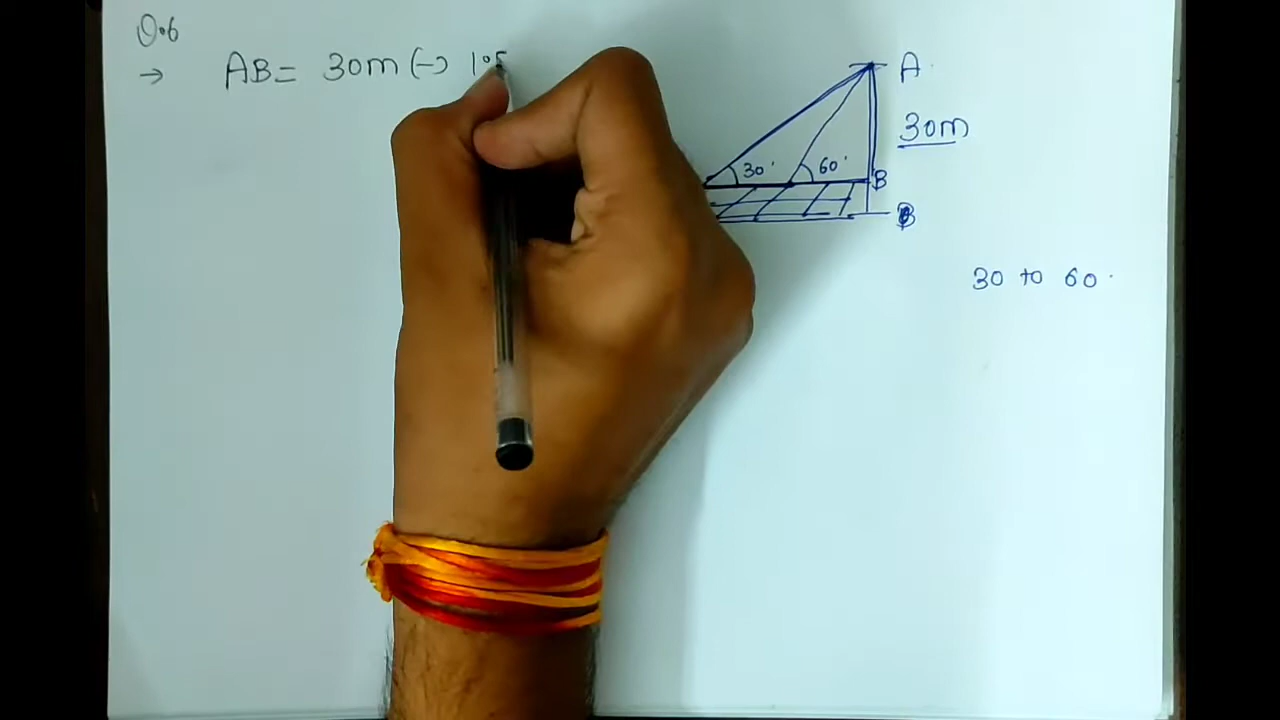 Q.6
→ AB = 30m (-) 1.5
A
30m
30°
60°
B
30 to 60°